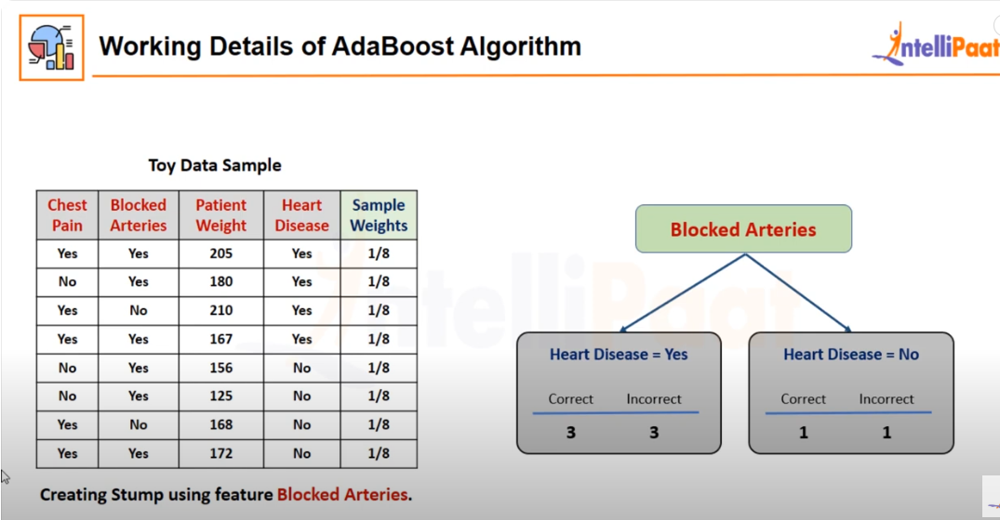 Working Details of AdaBoost Algorithm
IntelliPaat
Toy Data Sample
Chest Pain Blocked Arteries Patient Weight Heart Disease Sample Weights
Yes Yes 205 Yes 1/8
No Yes 180 Yes 1/8
Yes No 210 Yes 1/8
Yes Yes 167 Yes 1/8
No Yes 156 No 1/8
No Yes 125 No 1/8
Yes No 168 No 1/8
Yes Yes 172 No 1/8
Creating Stump using feature Blocked Arteries.
Blocked Arteries
Heart Disease = Yes
Correct Incorrect
3 3
Heart Disease = No
Correct Incorrect
1 1
IntelliPaat